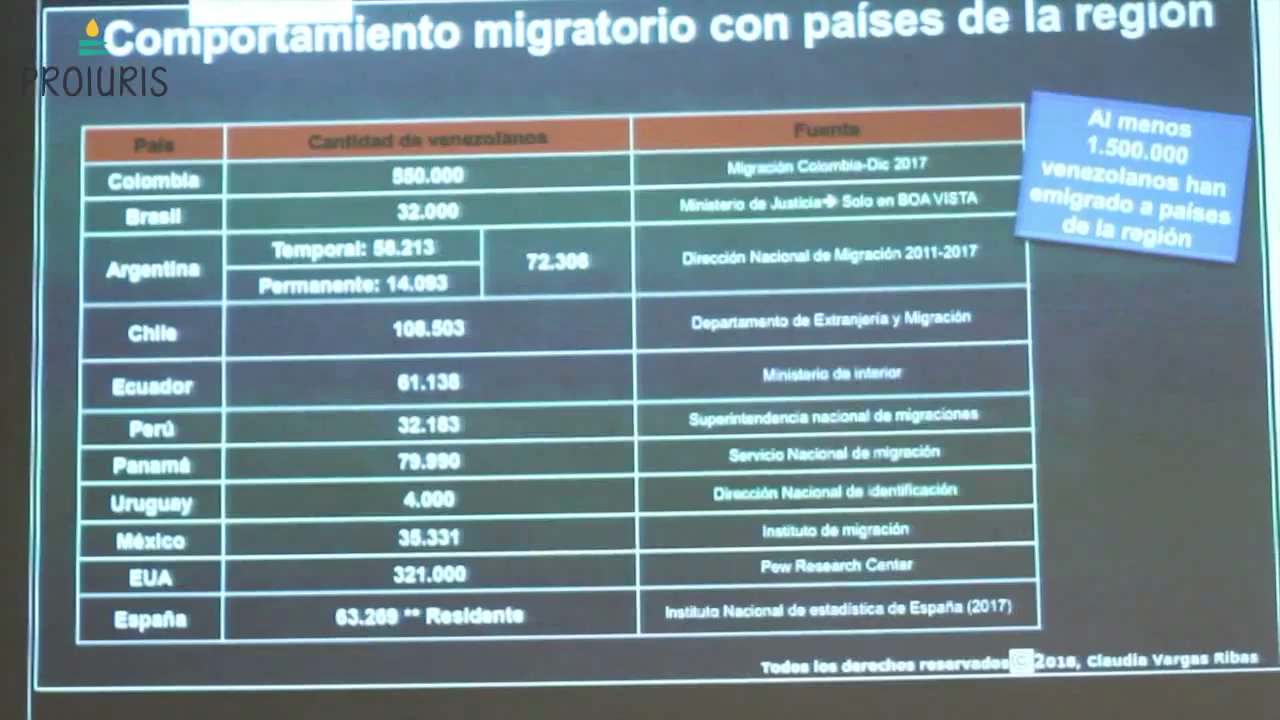 Comportamiento migratorio con países de la región
PROIURIS
País Cantidad de venezolanos Fuente
Colombia 550.000 Migración Colombia-Dic 2017
Brasil 32.000 Ministerio de Justicia➔ Solo en BOA VISTA
Argentina Temporal: 58.213 72.306 Dirección Nacional de Migración 2011-2017
Permanente: 14.093
Chile 108.503 Departamento de Extranjería y Migración
Ecuador 61.138 Ministerio de interior
Perú 32.183 Superintendencia nacional de migraciones
Panamá 79.990 Servicio Nacional de migración
Uruguay 4.000 Dirección Nacional de identificación
México 35.331 Instituto de migración
EUA 321.000 Pew Research Center
España 63.269 ** Residente Instituto Nacional de estadística de España (2017)
Al menos
1.500.000
venezolanos han
emigrado a países
de la región
Todos los derechos reservados © 2018, Claudia Vargas Ribas